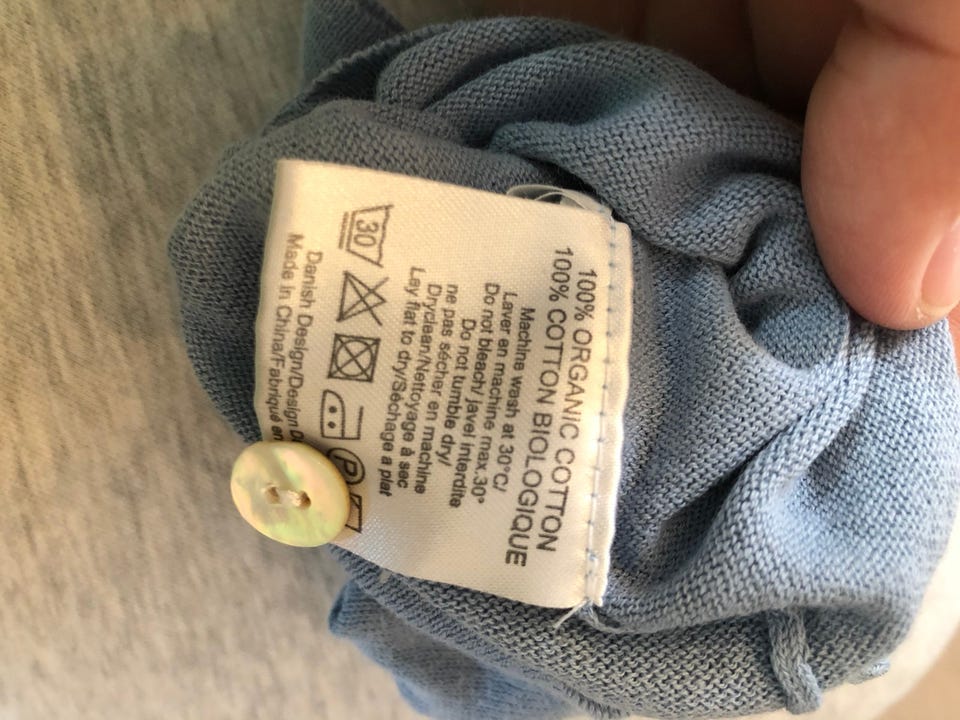 100% ORGANIC COTTON
100% COTTON BIOLOGIQUE
Machine wash at 30°C/
Laver en machine max.30°
Do not bleach/ javel interdite
Do not tumble dry/
ne pas sécher en machine
Dryclean/Nettoyage à sec
Lay flat to dry/Séchage a plat
30
P
Danish Design/Design
Made in China/Fabriqué en